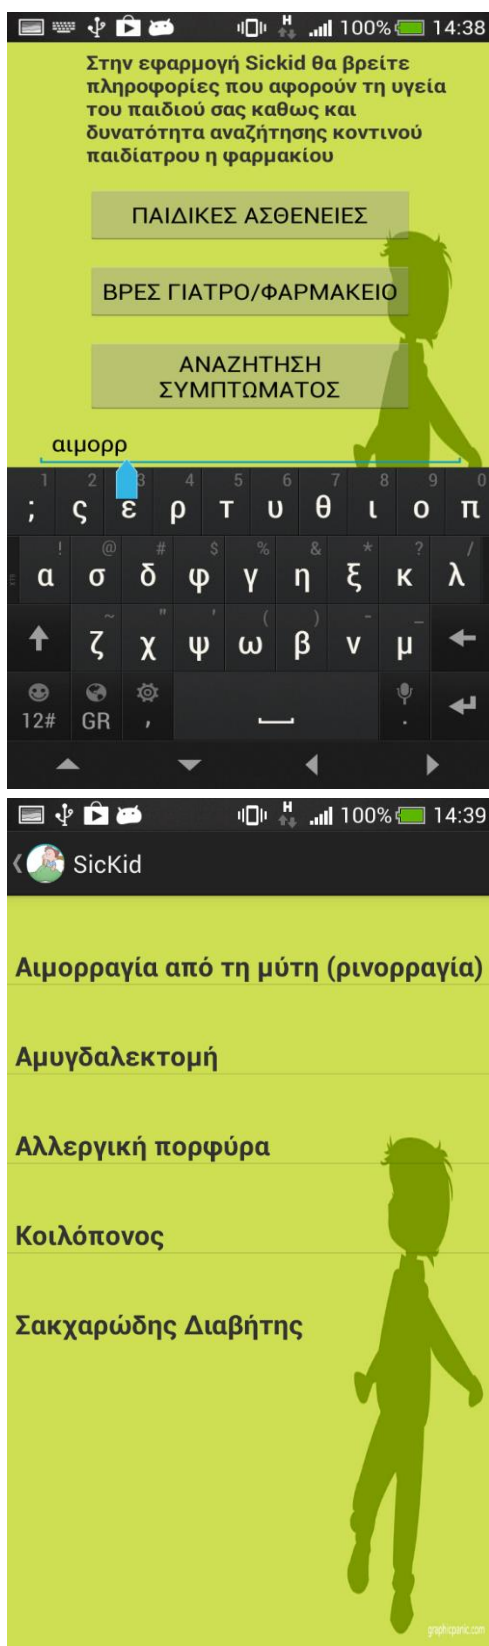 H 100% 14:38
Στην εφαρμογή Sickid θα βρείτε
πληροφορίες που αφορούν τη υγεία
του παιδιού σας καθως και
δυνατότητα αναζήτησης κοντινού
παιδίατρου η φαρμακίου
ΠΑΙΔΙΚΕΣ ΑΣΘΕΝΕΙΕΣ
ΒΡΕΣ ΓΙΑΤΡΟ/ΦΑΡΜΑΚΕΙΟ
ΑΝΑΖΗΤΗΣΗ
ΣΥΜΠΤΩΜΑΤΟΣ
αιμορρ
1 2 3 4 5 6 7 8 9 0
; ς ε ρ τ υ θ ι ο π
! @ # $ % & * ? /
α σ δ φ γ η ξ κ λ
~ " ' ( ) - _
ζ χ ψ ω β ν μ
12# GR , .
H 100% 14:39
SicKid
Αιμορραγία από τη μύτη (ρινορραγία)
Αμυγδαλεκτομή
Αλλεργική πορφύρα
Κοιλόπονος
Σακχαρώδης Διαβήτης
graphicpanic.com